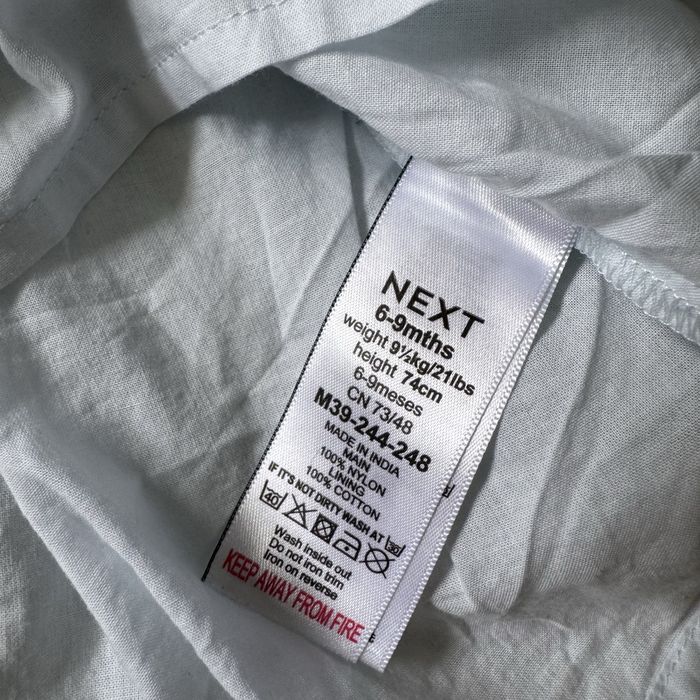 NEXT
6-9mths
weight 9½kg/21lbs
height 74cm
6-9meses
CN 73/48
M39-244-248
MADE IN INDIA
MAIN
100% NYLON
LINING
100% COTTON
IF IT'S NOT DIRTY WASH AT 30
40
Wash inside out
Do not iron trim
Iron on reverse
KEEP AWAY FROM FIRE